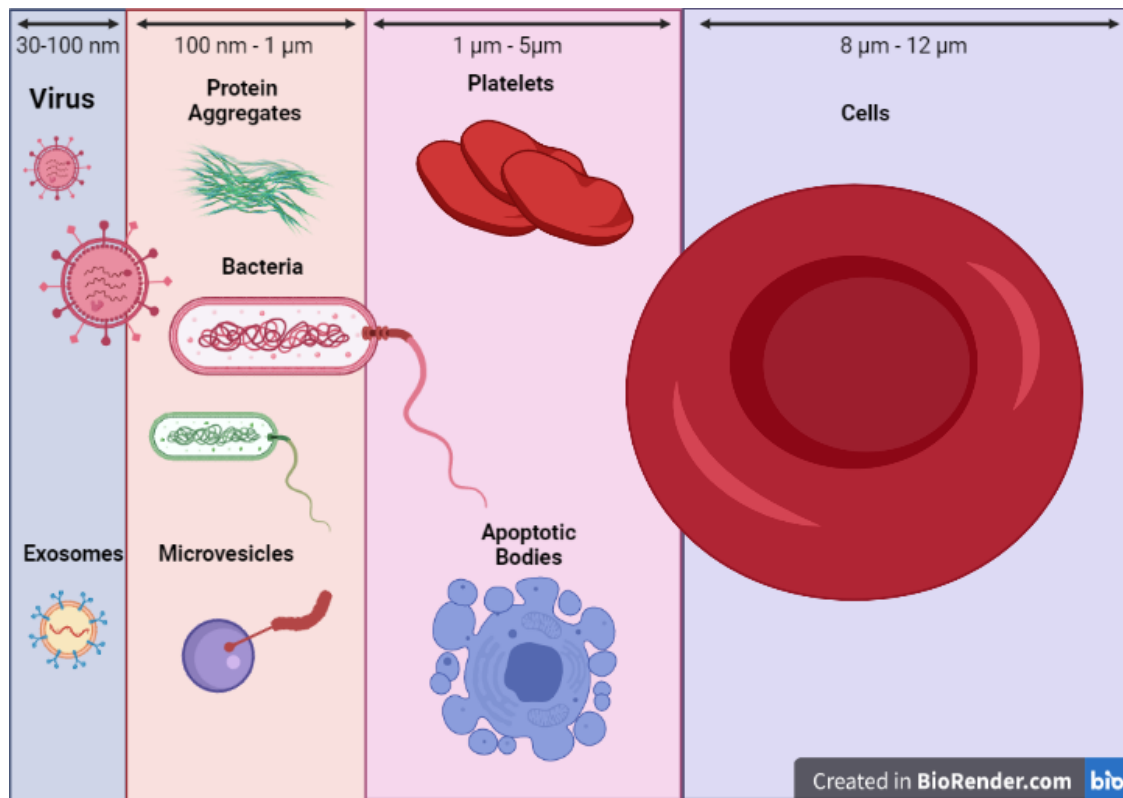 30-100 nm
100 nm - 1 µm
1 µm - 5µm
8 µm - 12 µm
Virus
Protein
Aggregates
Platelets
Cells
Bacteria
Exosomes
Microvesicles
Apoptotic
Bodies
Created in BioRender.com
bio